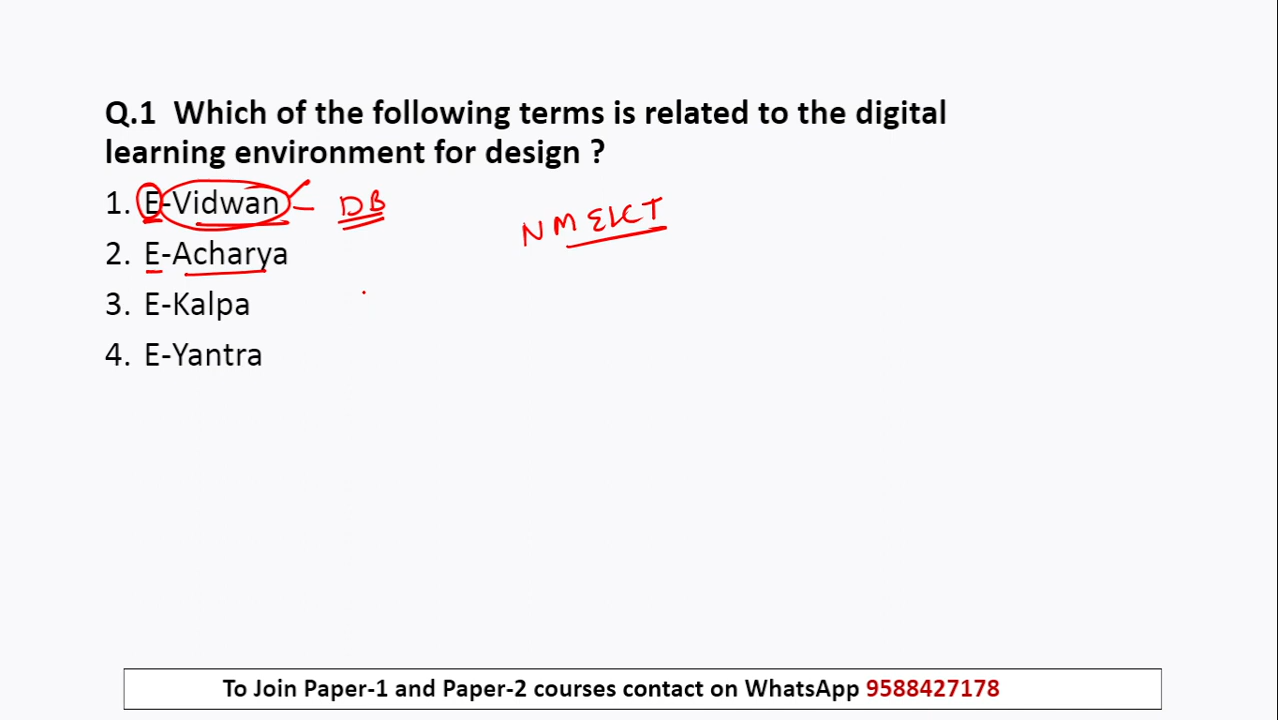 Q.1 Which of the following terms is related to the digital
learning environment for design ?
1. E-Vidwan DB
NMEICT
2. E-Acharya
3. E-Kalpa
4. E-Yantra
To Join Paper-1 and Paper-2 courses contact on WhatsApp 9588427178